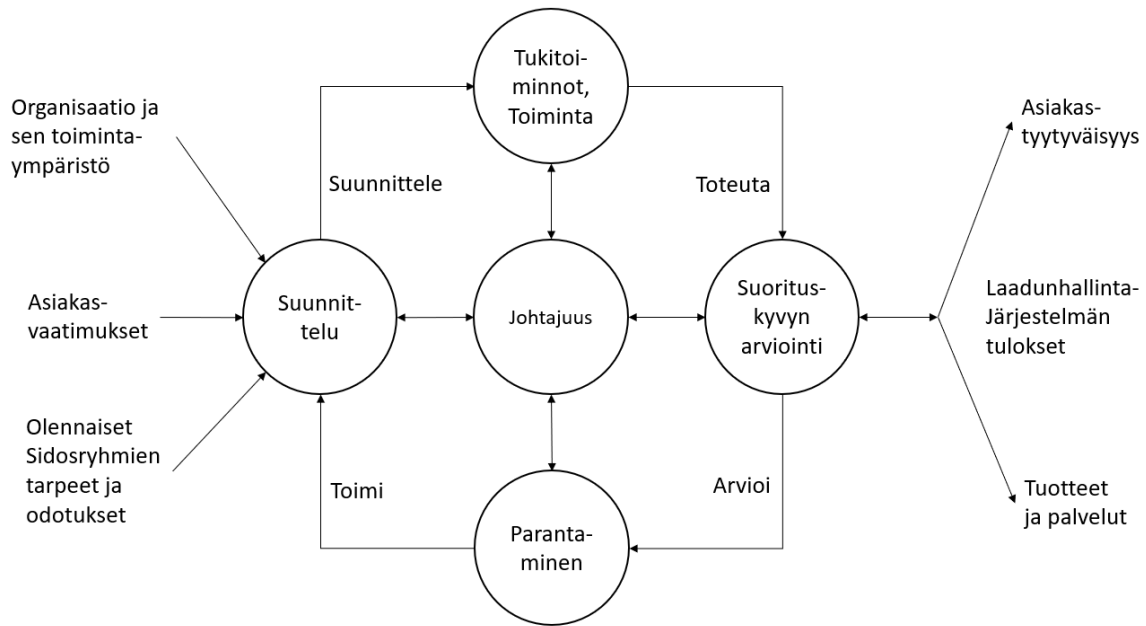 Tukitoi-
minnot,
Toiminta
Organisaatio ja
sen toiminta-
ympäristö
Asiakas-
tyytyväisyys
Suunnittele
Toteuta
Asiakas-
vaatimukset
Suunnit-
telu
Johtajuus
Suoritus-
kyvyn
arviointi
Laadunhallinta-
Järjestelmän
tulokset
Olennaiset
Sidosryhmien
tarpeet ja
odotukset
Toimi
Arvioi
Paranta-
minen
Tuotteet
ja palvelut